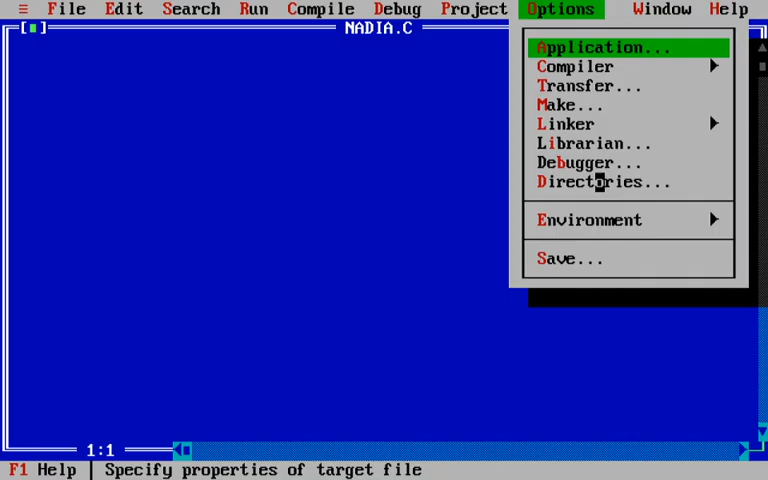 ≡ File Edit Search Run Compile Debug Project Options Window Help
[■] NADIA.C
Application...
Compiler ►
Transfer...
Make...
Linker ►
Librarian...
Debugger...
Directories...
Environment ►
Save...
1:1
F1 Help │ Specify properties of target file